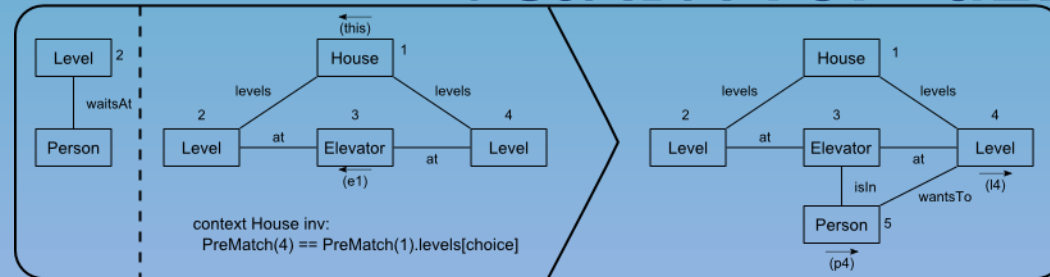 Level 2
waitsAt
Person
(this)
House 1
levels levels
2 3 4
Level at Elevator at Level
(e1)
context House inv:
PreMatch(4) == PreMatch(1).levels[choice]
House 1
levels levels
2 3 4
Level at Elevator at Level
(l4)
isIn wantsTo
Person 5
(p4)